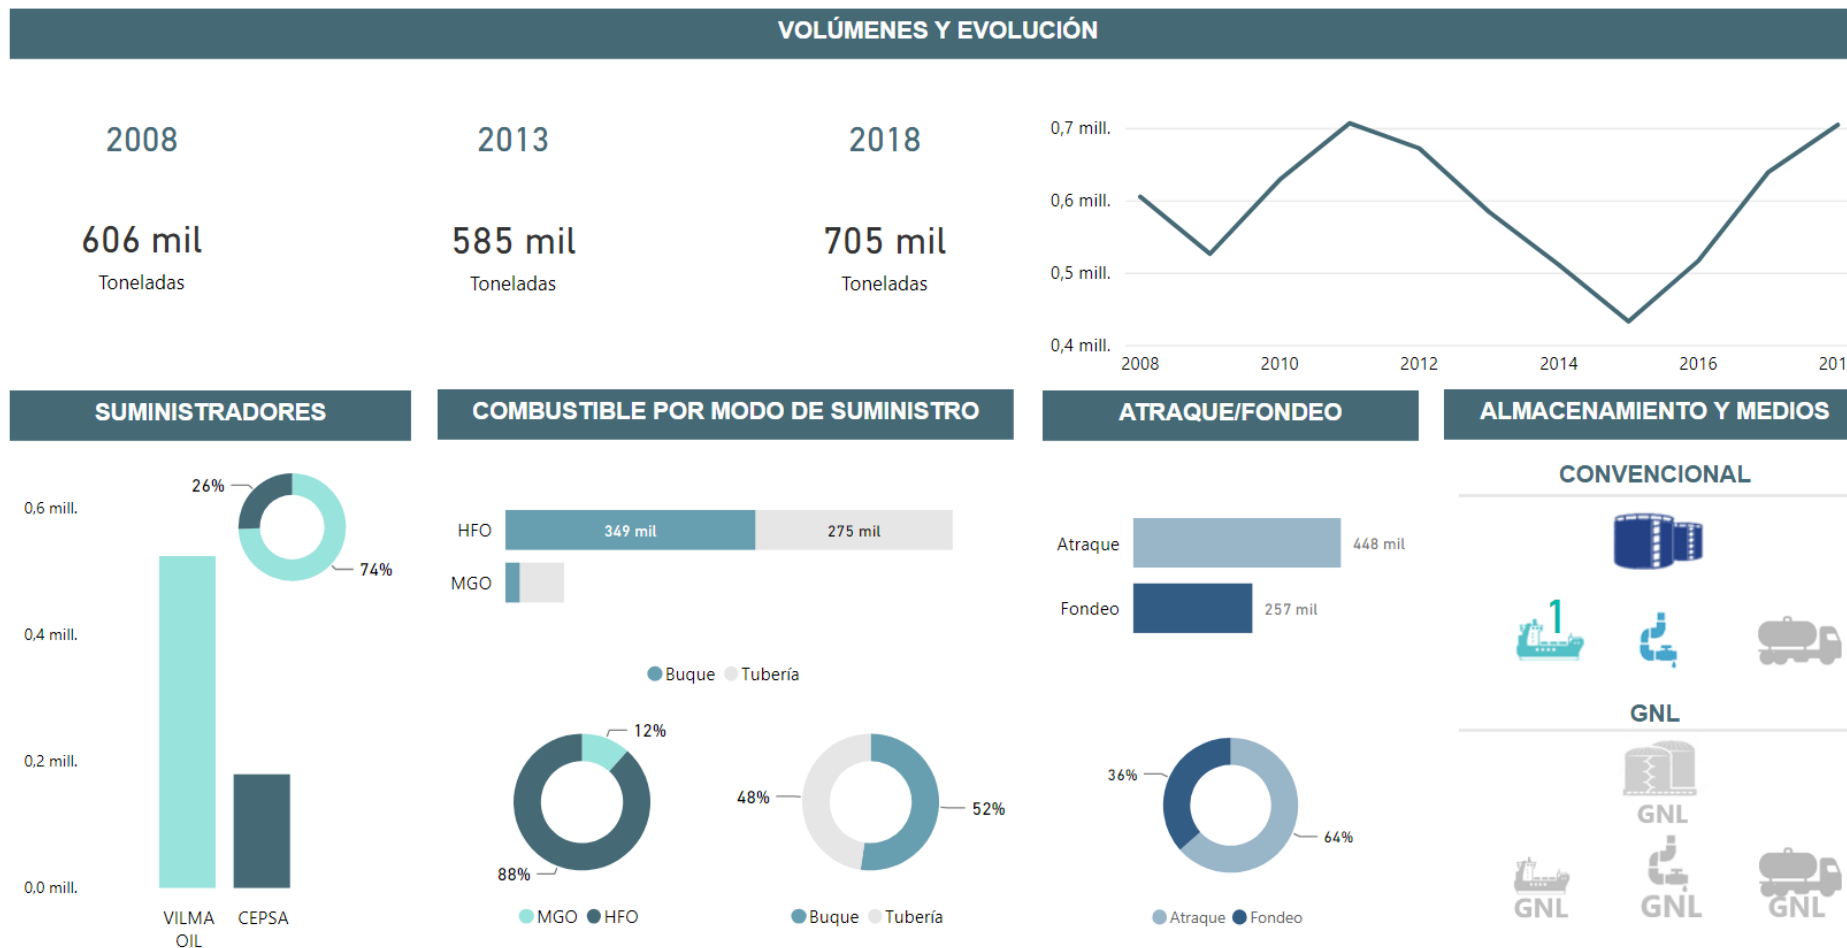 VOLÚMENES Y EVOLUCIÓN
2008
2013
2018
606 mil
585 mil
705 mil
Toneladas
Toneladas
Toneladas
0,7 mill.
0,6 mill.
0,5 mill.
0,4 mill.
2008
2010
2012
2014
2016
201
SUMINISTRADORES
0,6 mill.
0,4 mill.
0,2 mill.
0,0 mill.
26%
74%
VILMA
OIL
CEPSA
COMBUSTIBLE POR MODO DE SUMINISTRO
HFO
349 mil
275 mil
MGO
Buque
Tubería
12%
88%
MGO
HFO
48%
52%
Buque
Tubería
ATRAQUE/FONDEO
Atraque
448 mil
Fondeo
257 mil
36%
64%
Atraque
Fondeo
ALMACENAMIENTO Y MEDIOS
CONVENCIONAL
1
GNL
GNL
GNL
GNL
GNL